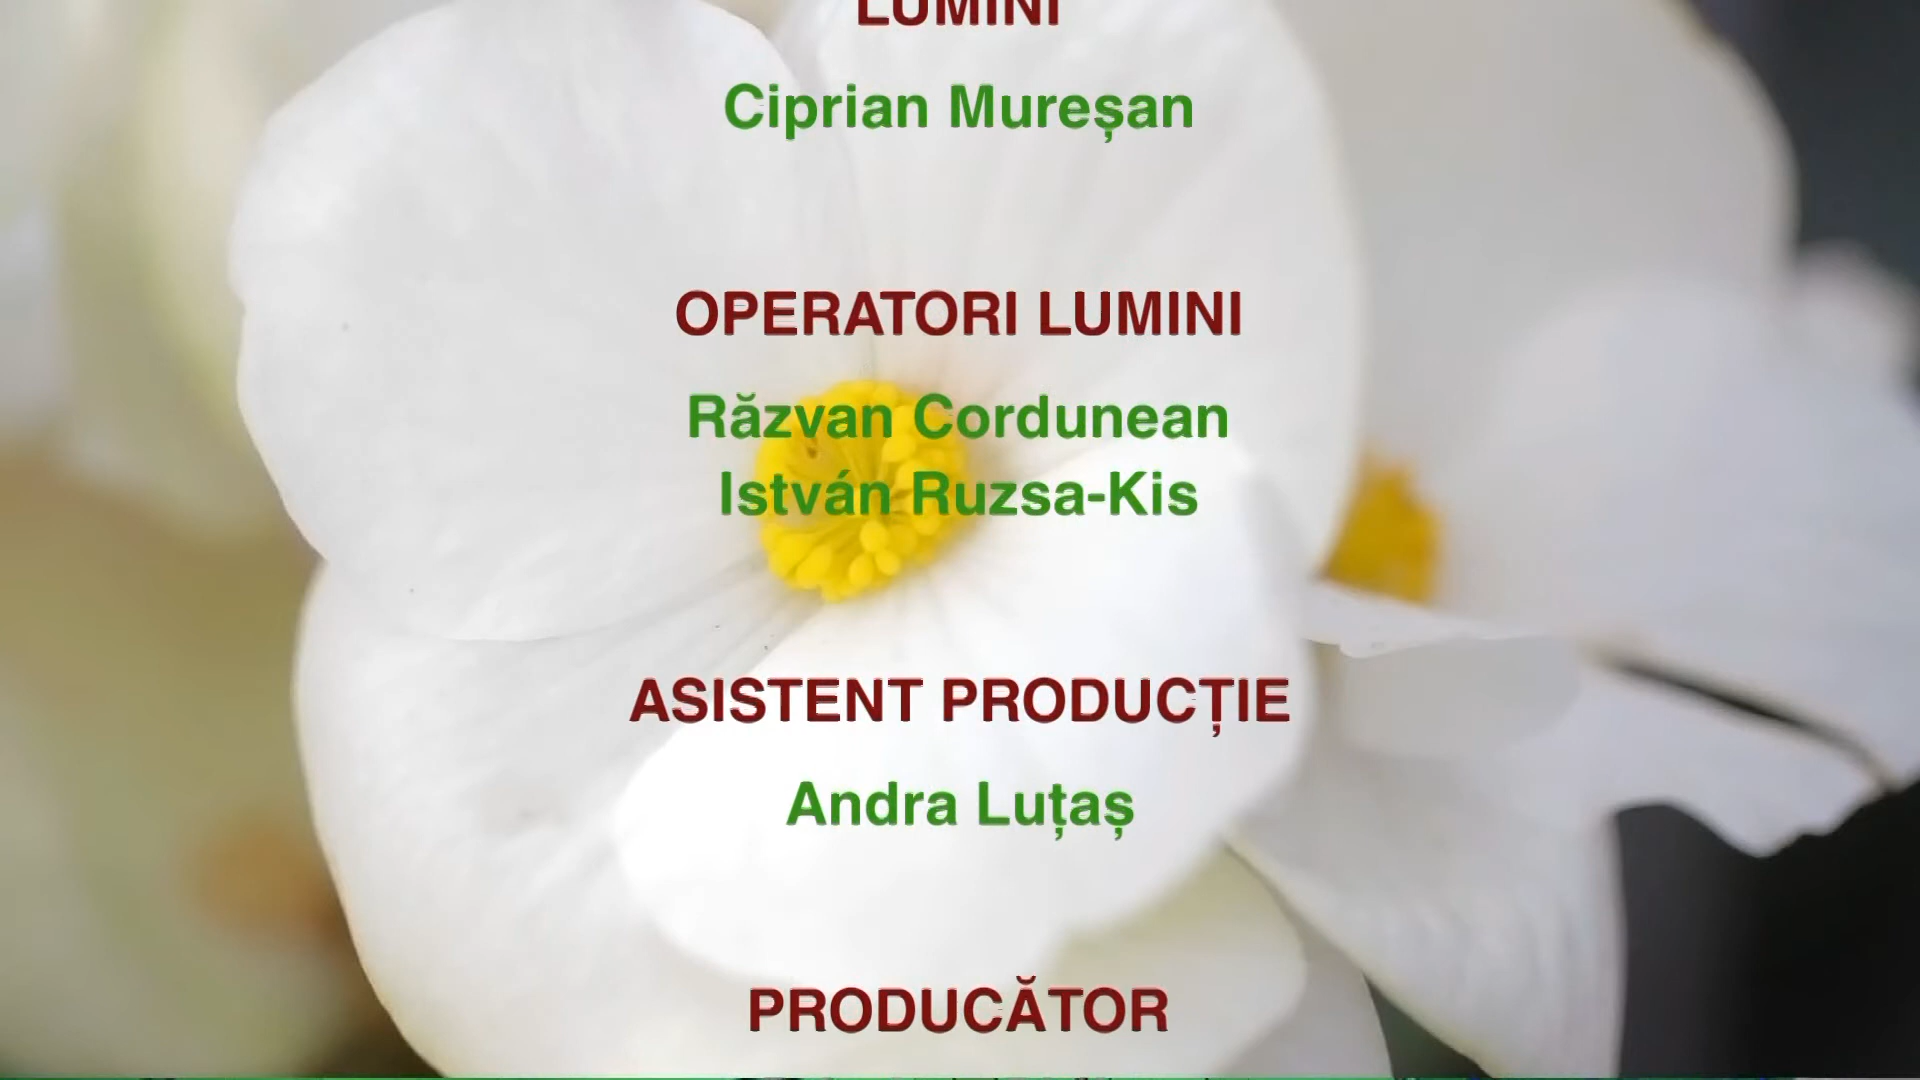 LUMINI
Ciprian Mureșan
OPERATORI LUMINI
Răzvan Cordunean
István Ruzsa-Kis
ASISTENT PRODUCȚIE
Andra Luțaș
PRODUCĂTOR